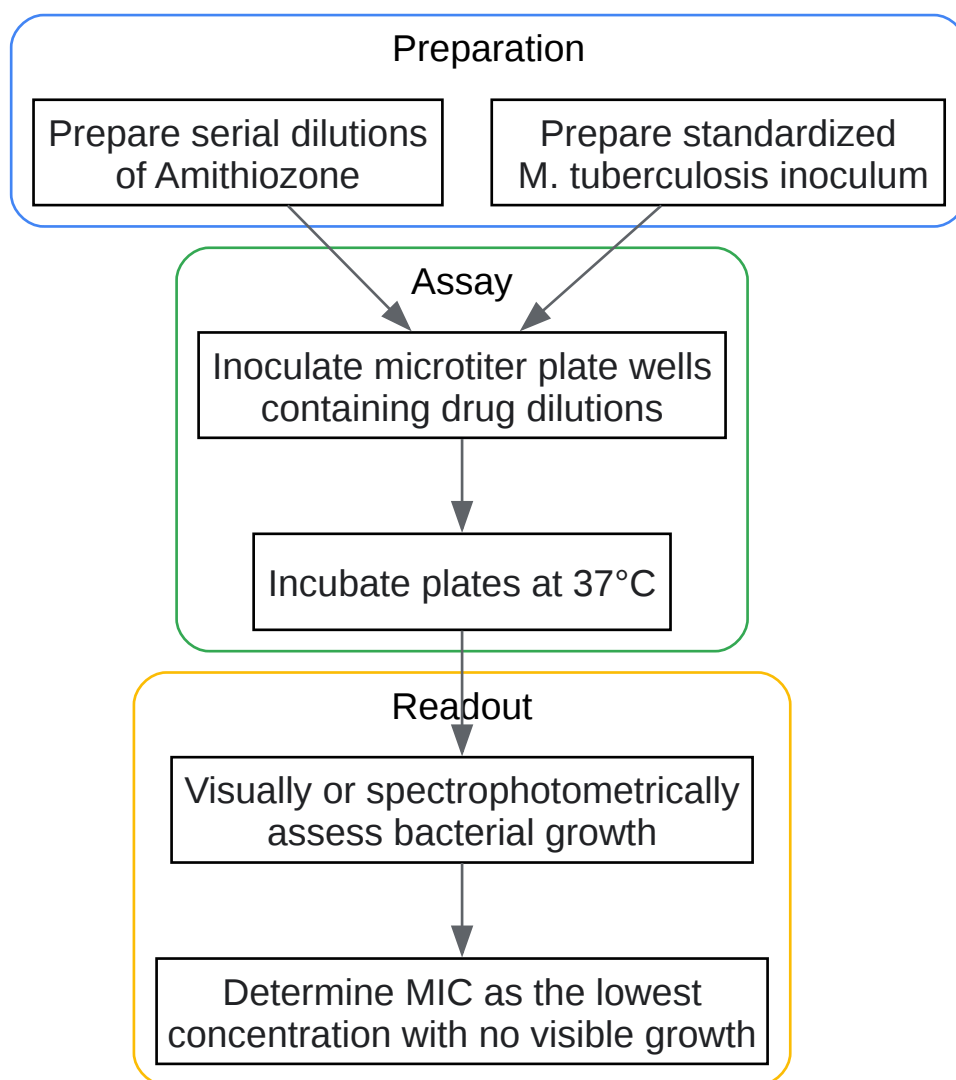 Preparation
Prepare serial dilutions
of Amithiozone
Prepare standardized
M. tuberculosis inoculum
Assay
Inoculate microtiter plate wells
containing drug dilutions
Incubate plates at 37°C
Readout
Visually or spectrophotometrically
assess bacterial growth
Determine MIC as the lowest
concentration with no visible growth